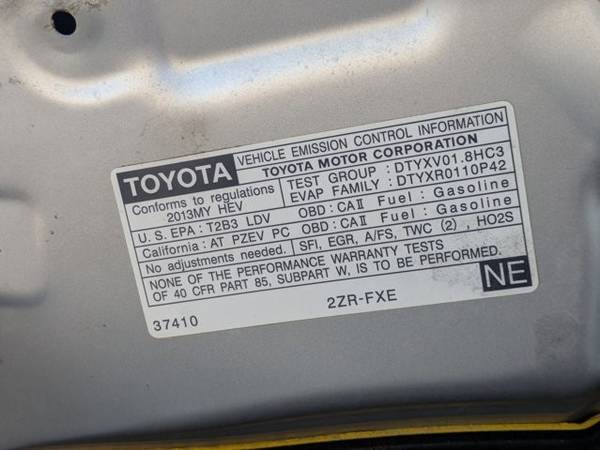 TOYOTA
VEHICLE EMISSION CONTROL INFORMATION
TOYOTA MOTOR CORPORATION
Conforms to regulations
2013MY HEV
TEST GROUP : DTYXV01.8HC3
EVAP FAMILY : DTYXR0110P42
U.S. EPA : T2B3 LDV OBD : CAⅡ Fuel : Gasoline
California : AT PZEV PC OBD : CAⅡ Fuel : Gasoline
No adjustments needed. SFI, EGR, A/FS, TWC (2) , HO2S
NONE OF THE PERFORMANCE WARRANTY TESTS
OF 40 CFR PART 85, SUBPART W, IS TO BE PERFORMED.
NE
37410 2ZR-FXE